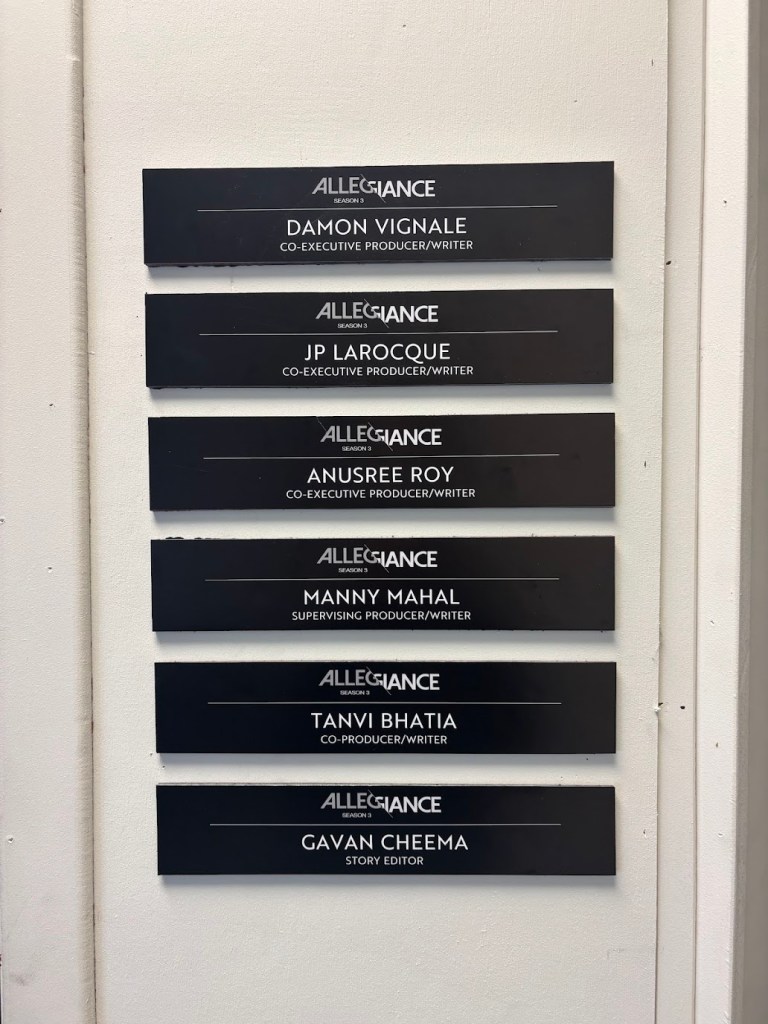 ALLEGIANCE
SEASON 3
DAMON VIGNALE
CO-EXECUTIVE PRODUCER/WRITER
ALLEGIANCE
SEASON 3
JP LAROCQUE
CO-EXECUTIVE PRODUCER/WRITER
ALLEGIANCE
SEASON 3
ANUSREE ROY
CO-EXECUTIVE PRODUCER/WRITER
ALLEGIANCE
SEASON 3
MANNY MAHAL
SUPERVISING PRODUCER/WRITER
ALLEGIANCE
SEASON 3
TANVI BHATIA
CO-PRODUCER/WRITER
ALLEGIANCE
SEASON 3
GAVAN CHEEMA
STORY EDITOR